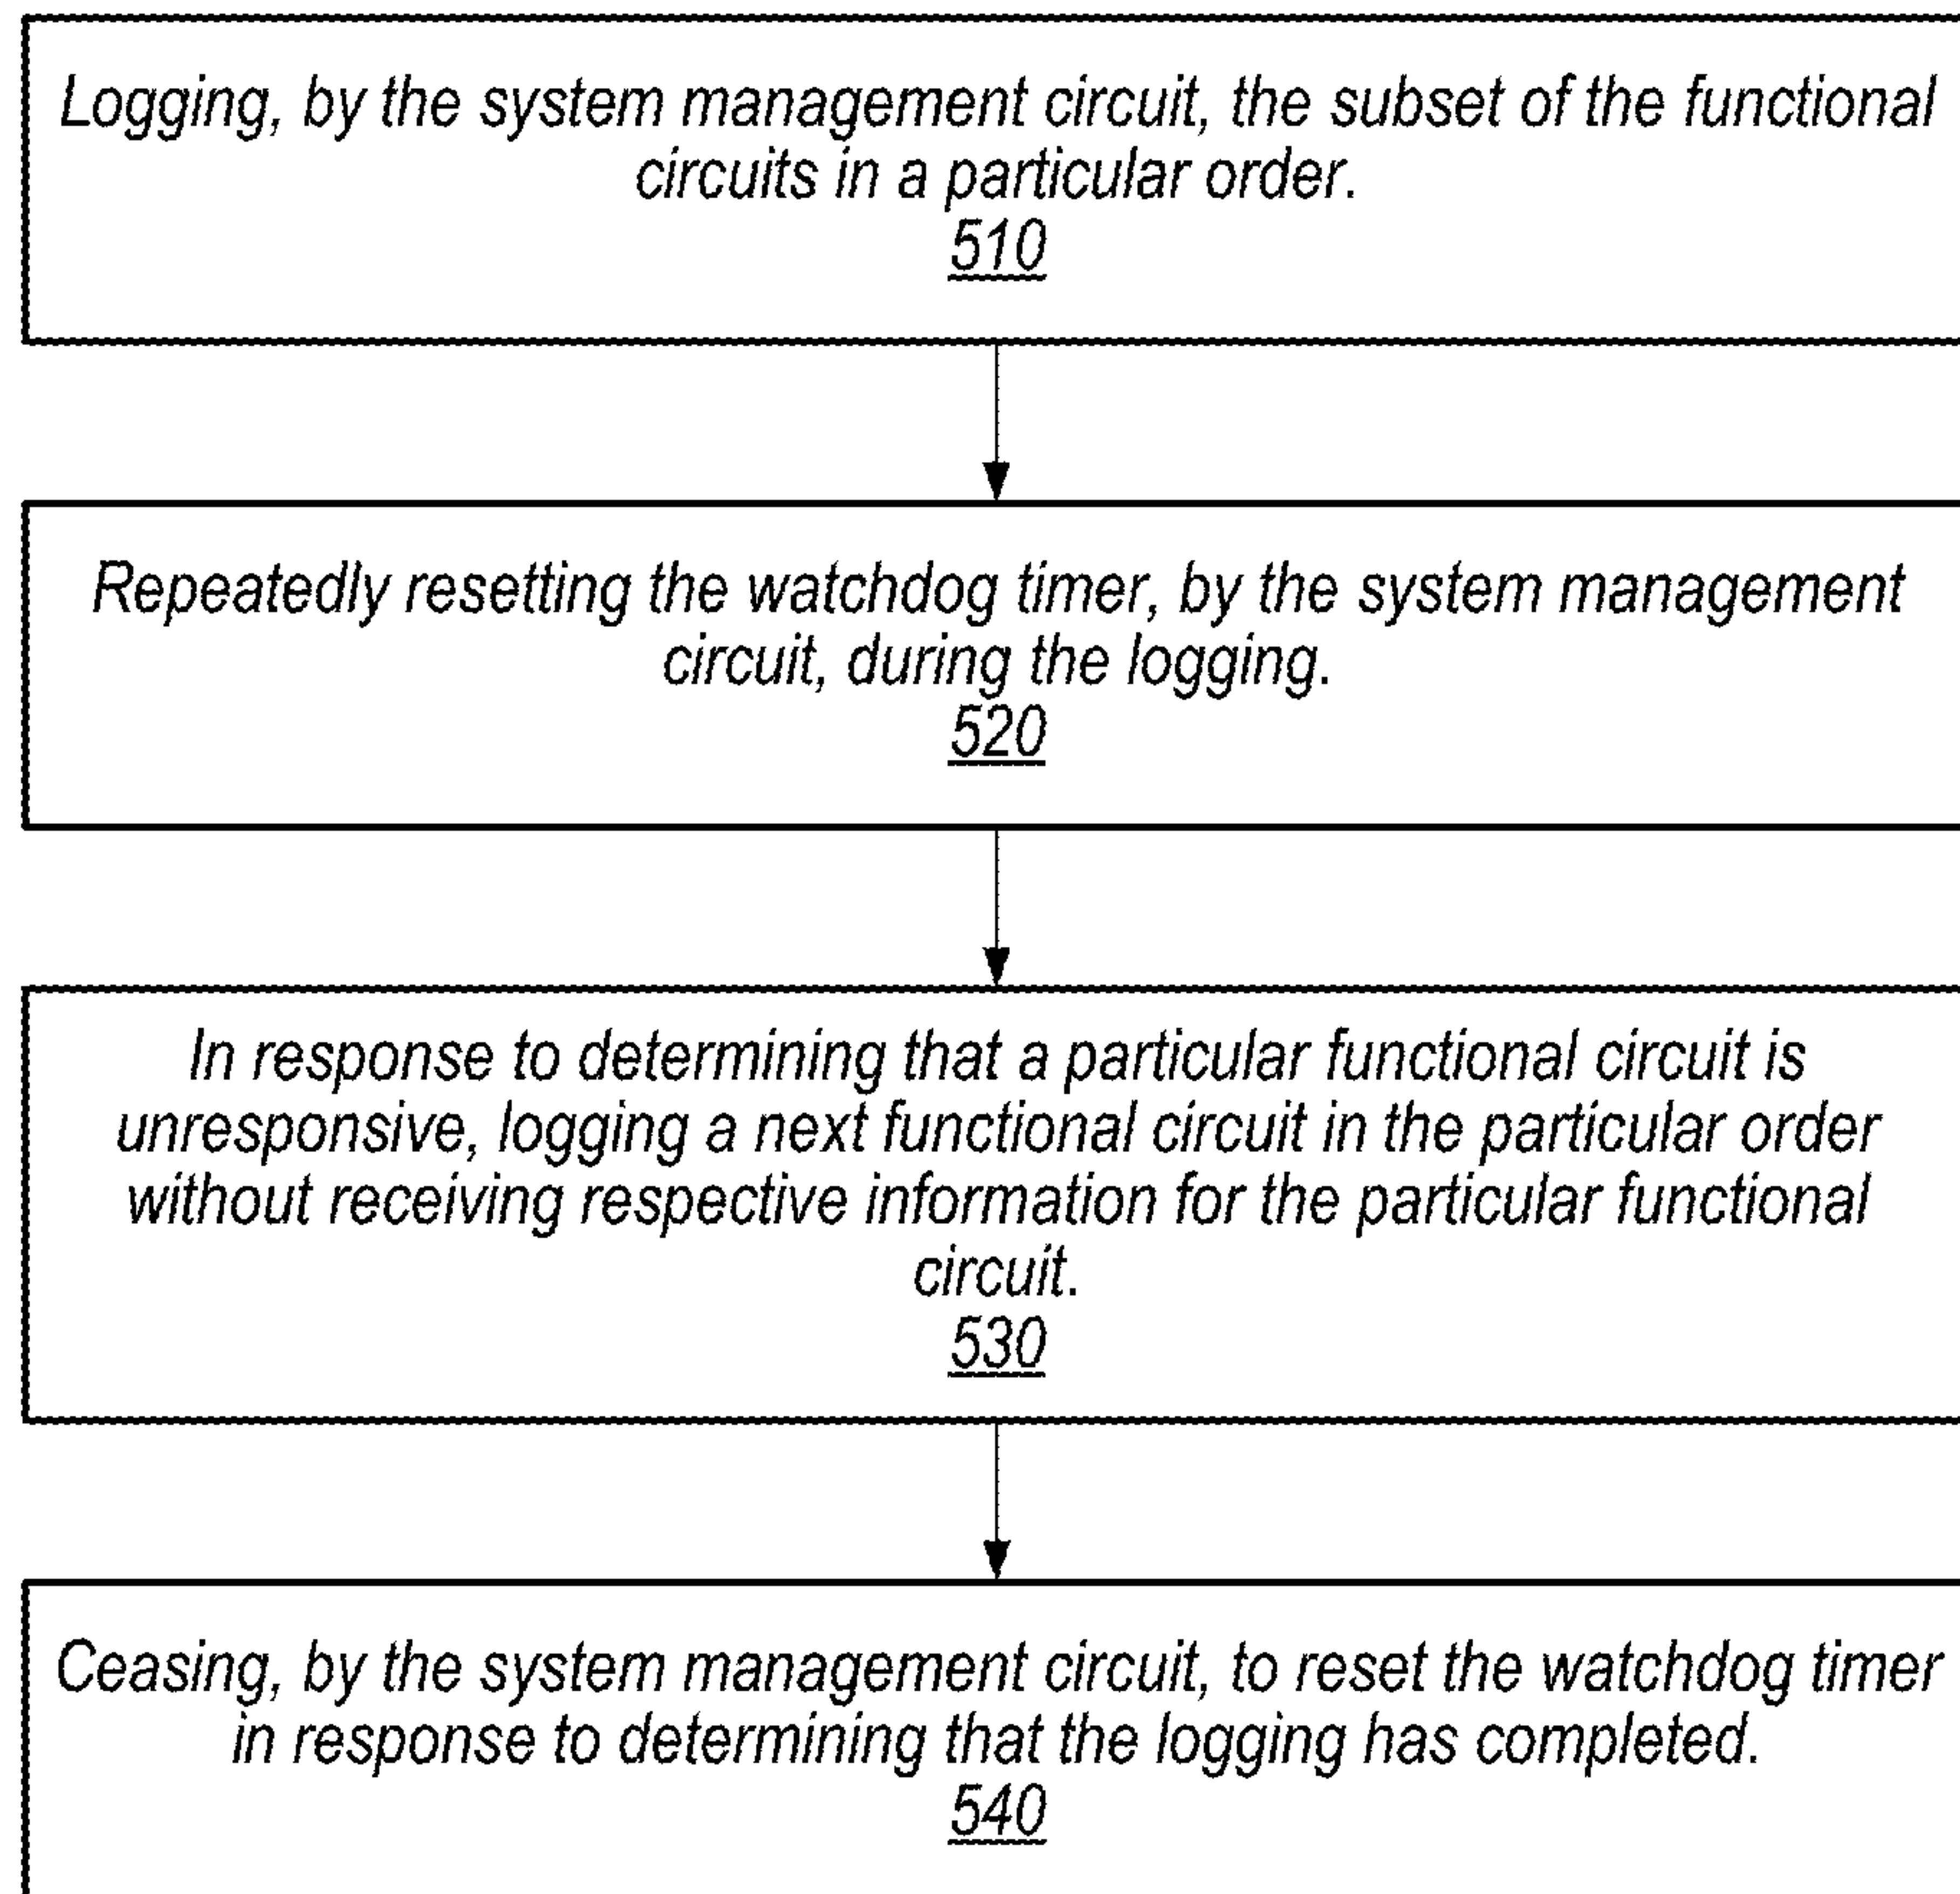 Logging, by the system management circuit, the subset of the functional
circuits in a particular order.
510
Repeatedly resetting the watchdog timer, by the system management
circuit, during the logging.
520
In response to determining that a particular functional circuit is
unresponsive, logging a next functional circuit in the particular order
without receiving respective information for the particular functional
circuit.
530
Ceasing, by the system management circuit, to reset the watchdog timer
in response to determining that the logging has completed.
540